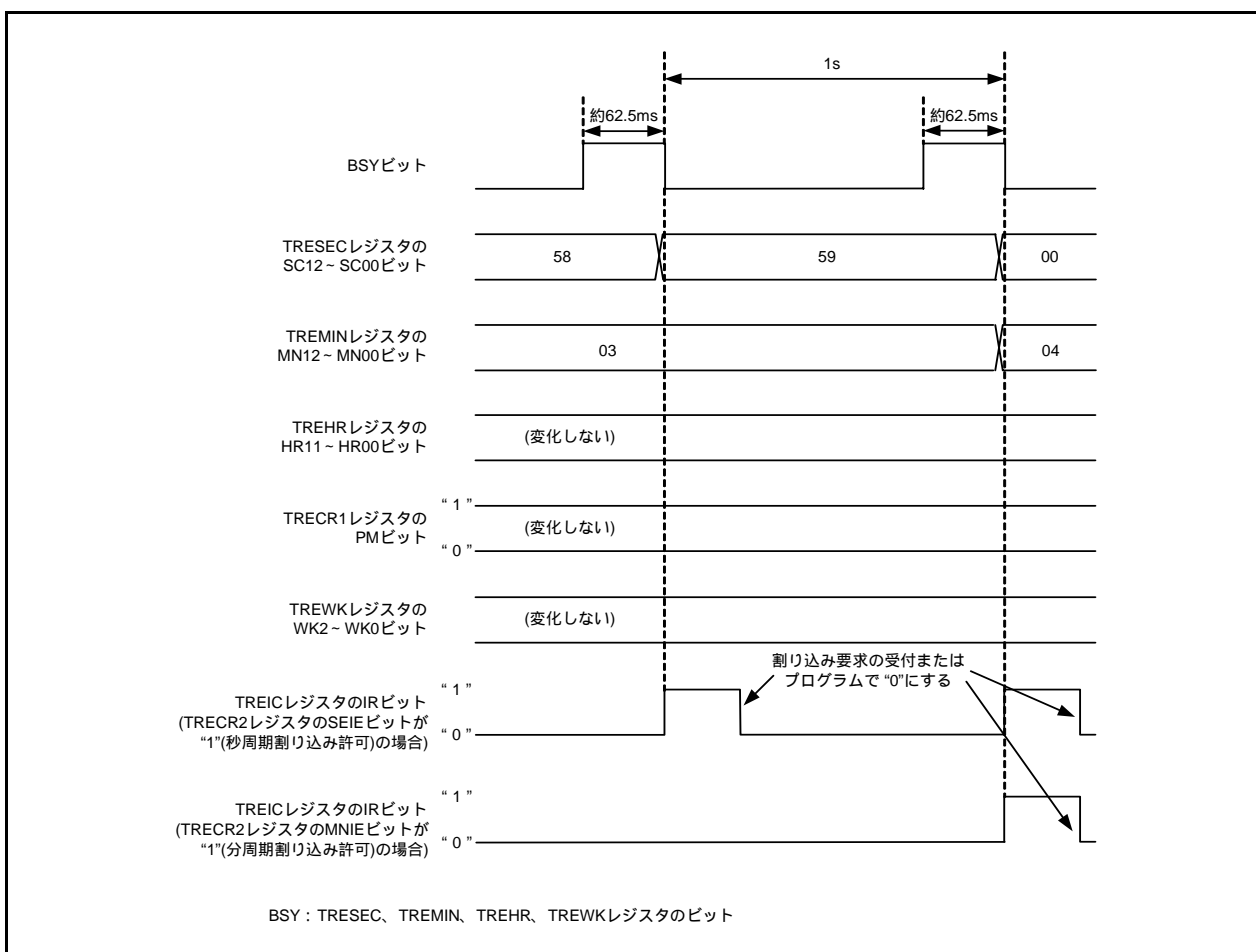 1s
約62.5ms
約62.5ms
BSYビット
TRESECレジスタの
SC12~SC00ビット
58
59
00
TREMINレジスタの
MN12~MN00ビット
03
04
TREHRレジスタの
HR11~HR00ビット
(変化しない)
TRECR1レジスタの
PMビット
“1”
“0”
(変化しない)
TREWKレジスタの
WK2~WK0ビット
(変化しない)
割り込み要求の受付または
プログラムで“0”にする
TREICレジスタのIRビット
(TRECR2レジスタのSEIEビットが
“1”(秒周期割り込み許可)の場合)
“1”
“0”
TREICレジスタのIRビット
(TRECR2レジスタのMNIEビットが
“1”(分周期割り込み許可)の場合)
“1”
“0”
BSY:TRESEC、TREMIN、TREHR、TREWKレジスタのビット